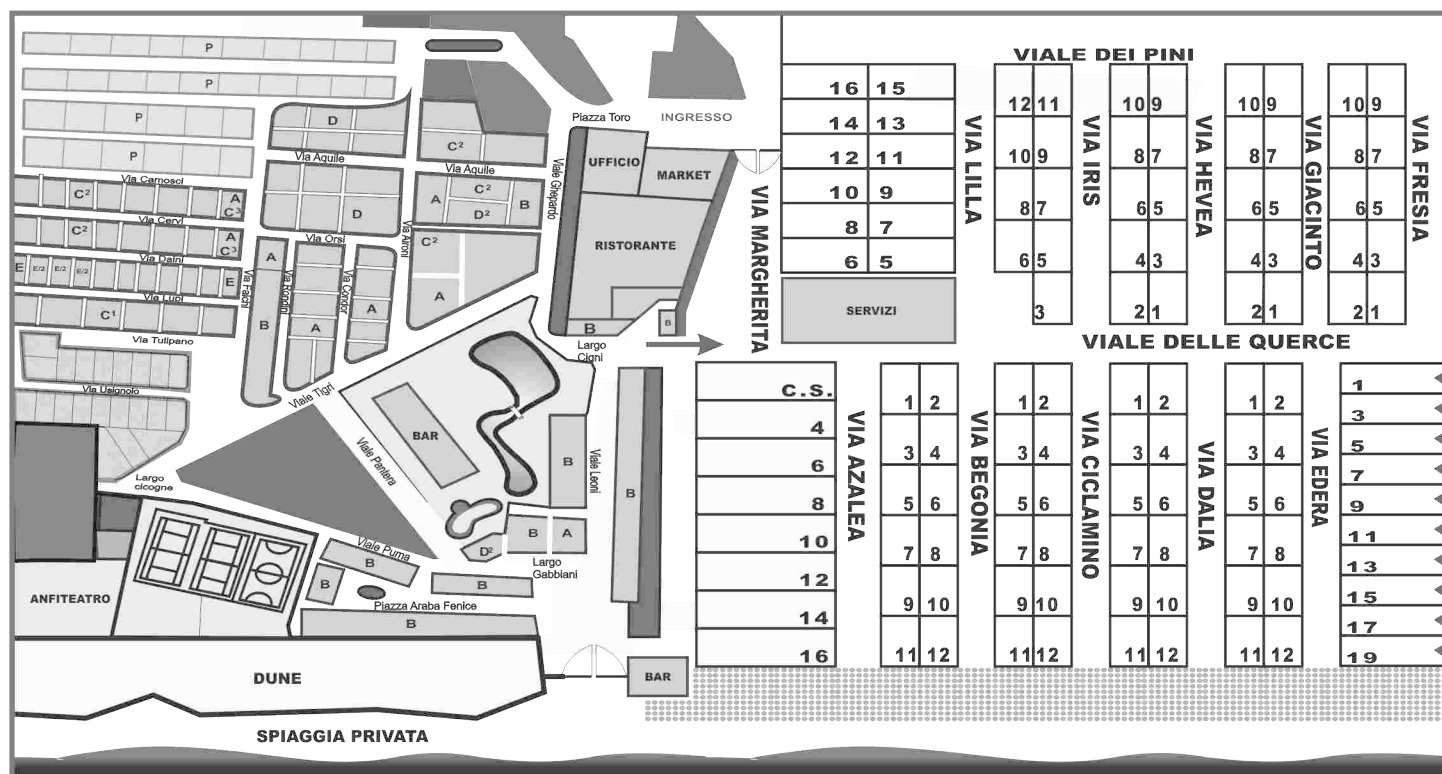 P
P
P
P
D
Via Aquile
C²
Via Aquile
Piazza Toro
INGRESSO
UFFICIO
MARKET
RISTORANTE
B
B
Largo
Cigni
Viale Ghepardo
Via Camosci
C²
A
C³
Via Cervi
C²
A
C³
Via Daini
E
E/2
E/2
E/2
E
Via Lupi
C¹
Via Tulipano
Via Usignolo
D
Via Orsi
A
C²
D²
B
C²
A
Via Aironi
A
B
Via Falchi
Via Rondini
A
Via Condor
A
Viale Tigri
Viale Pantera
BAR
B
Viale Leoni
B
B
A
D²
Largo
Gabbiani
Largo
cicogne
Viale Puma
B
B
B
Piazza Araba Fenice
B
ANFITEATRO
DUNE
BAR
SPIAGGIA PRIVATA
VIA MARGHERITA
16 15
14 13
12 11
10 9
8 7
6 5
SERVIZI
VIA LILLA
VIALE DEI PINI
12 11
10 9
8 7
6 5
3
VIA IRIS
10 9
8 7
6 5
4 3
2 1
VIA HEVEA
10 9
8 7
6 5
4 3
2 1
VIA GIACINTO
10 9
8 7
6 5
4 3
2 1
VIA FRESIA
VIALE DELLE QUERCE
C.S.
4
6
8
10
12
14
16
VIA AZALEA
1 2
3 4
5 6
7 8
9 10
11 12
VIA BEGONIA
1 2
3 4
5 6
7 8
9 10
11 12
VIA CICLAMINO
1 2
3 4
5 6
7 8
9 10
11 12
VIA DALIA
1 2
3 4
5 6
7 8
9 10
11 12
VIA EDERA
1
3
5
7
9
11
13
15
17
19